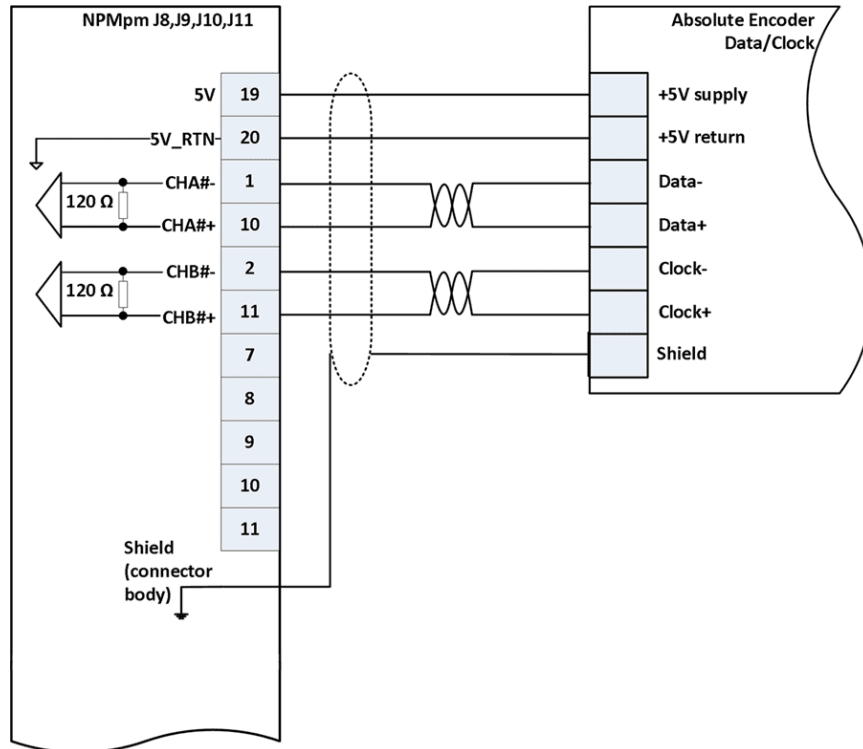 NPMpm J8,J9,J10,J11
Absolute Encoder
Data/Clock
5V 19 +5V supply
5V_RTN 20 +5V return
CHA#- 1 Data-
120 Ω
CHA#+ 10 Data+
CHB#- 2 Clock-
120 Ω
CHB#+ 11 Clock+
7 Shield
8
9
10
11
Shield
(connector
body)